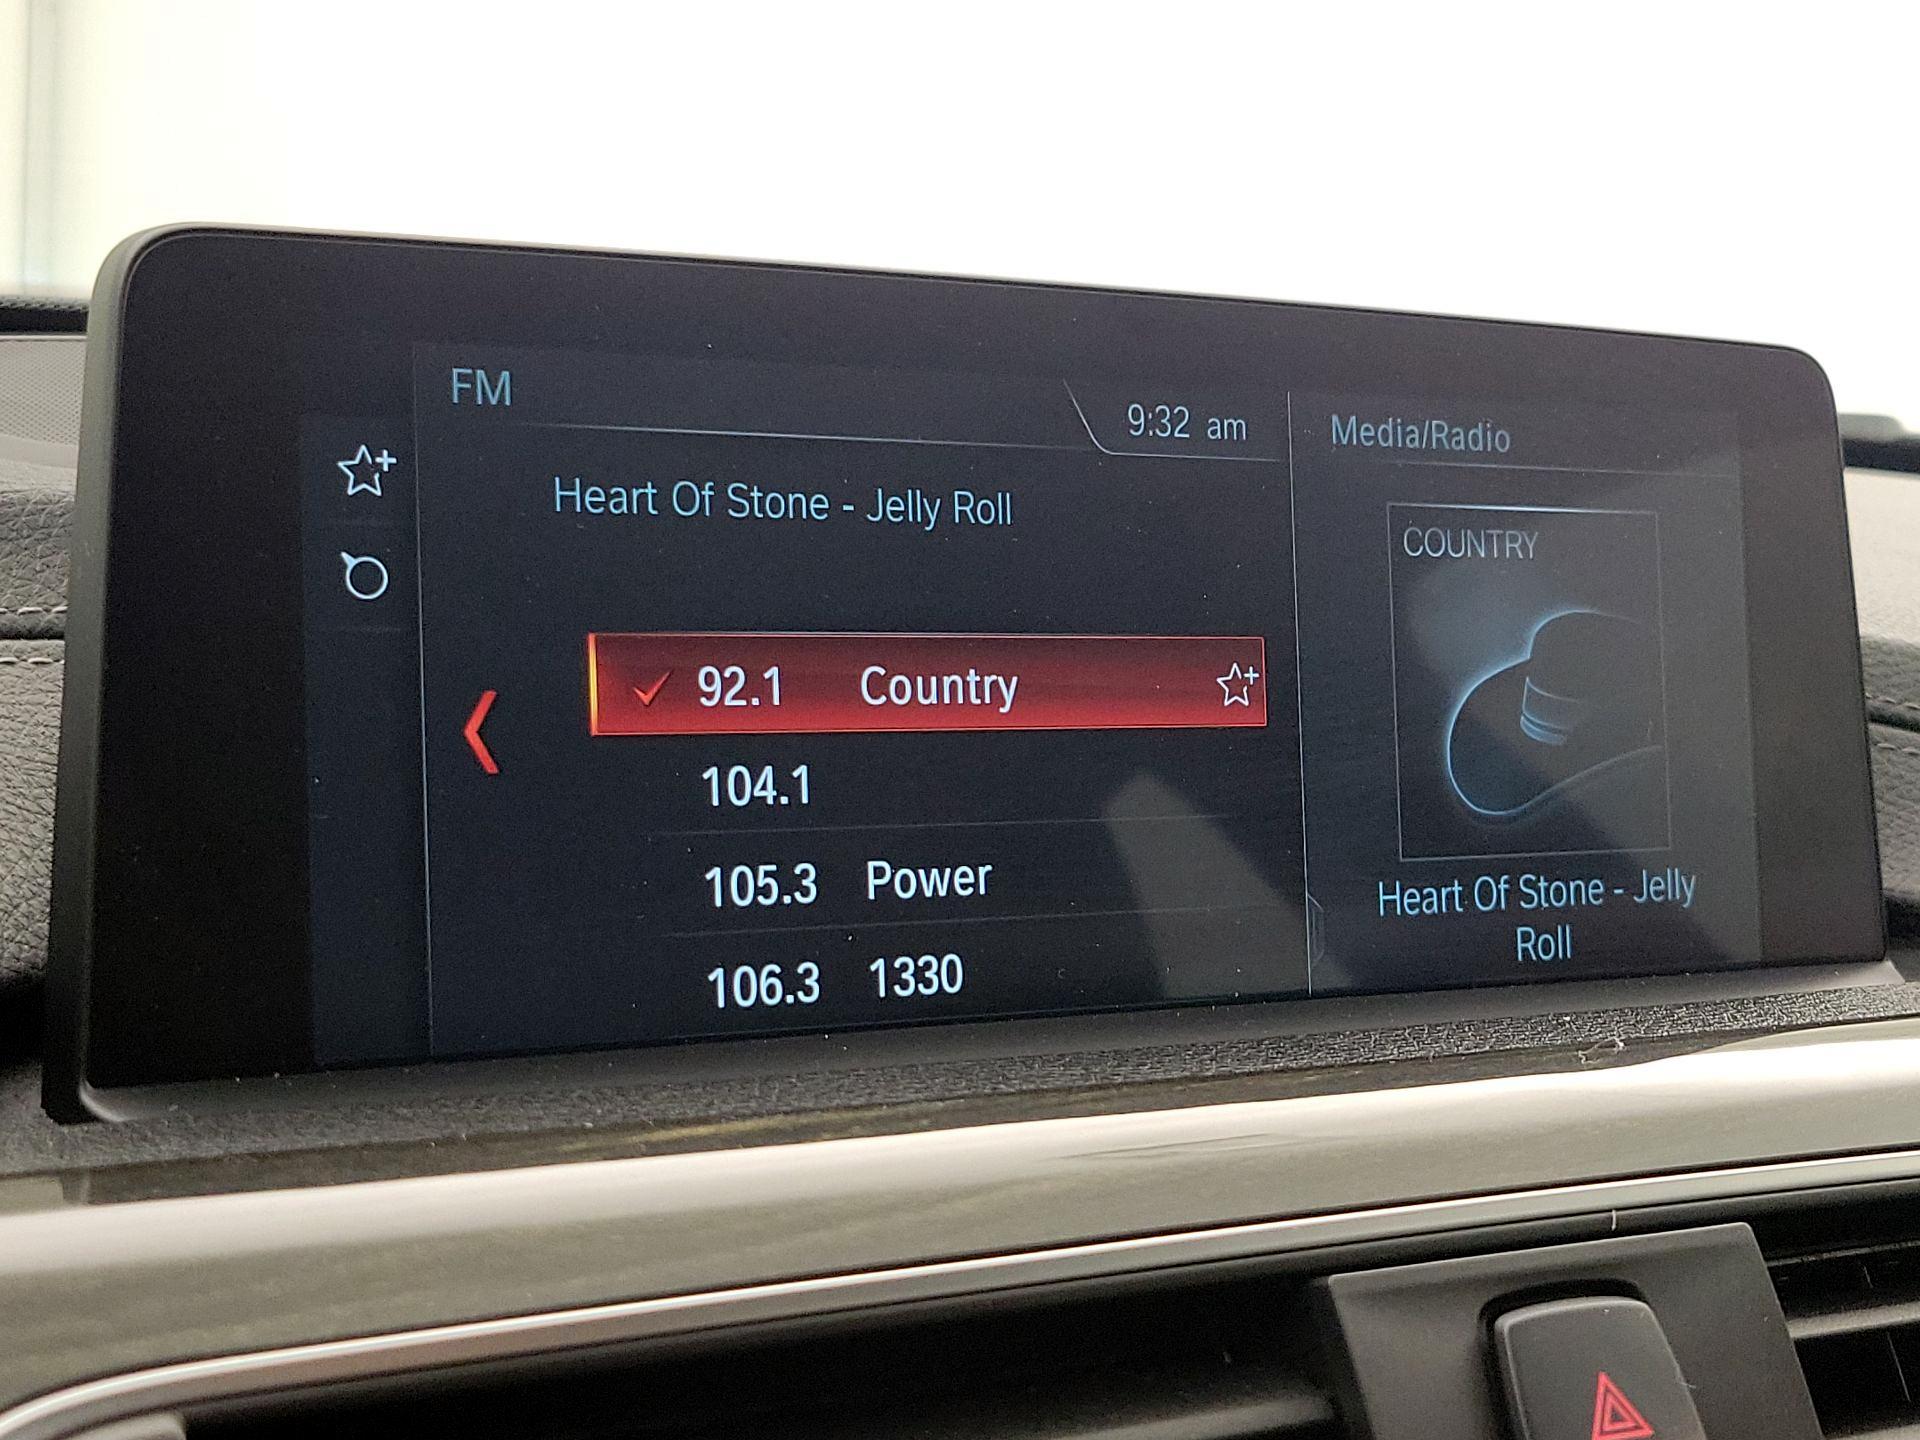 FM
9:32 am
Heart Of Stone - Jelly Roll
92.1 Country
104.1
105.3 Power
106.3 1330
Media/Radio
COUNTRY
Heart Of Stone - Jelly
Roll